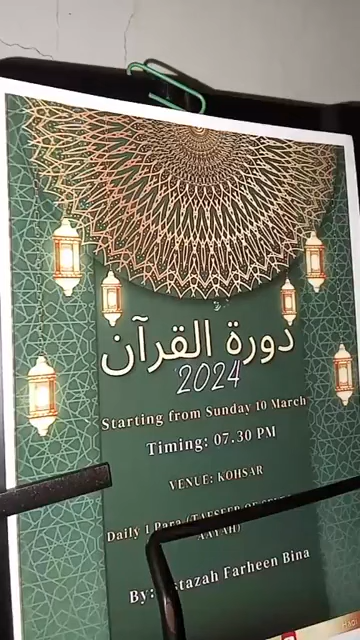 دورة القرآن
2024
Starting from Sunday 10 March
Timing: 07.30 PM
VENUE: KOHSAR
Daily 1 Para (TAFSEER OF
AAYAH)
By: Farheen Bina